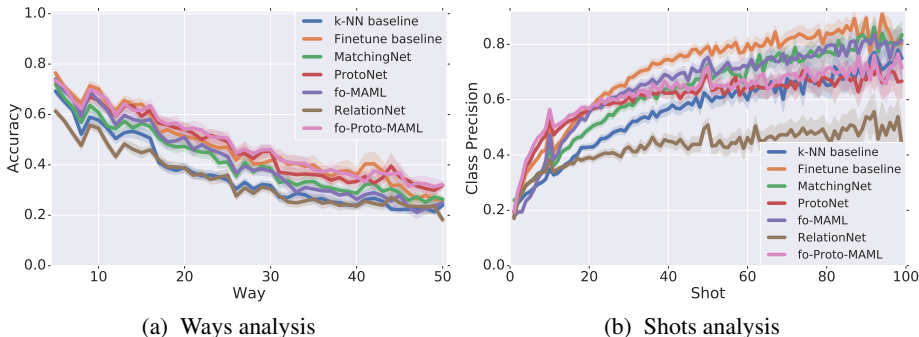 1.0
0.8
0.6
0.4
0.2
0.0
Accuracy
10
20
30
40
50
Way
k-NN baseline
Finetune baseline
MatchingNet
ProtoNet
fo-MAML
RelationNet
fo-Proto-MAML
(a) Ways analysis
0.8
0.6
0.4
0.2
0.0
Class Precision
0
20
40
60
80
100
Shot
k-NN baseline
Finetune baseline
MatchingNet
ProtoNet
fo-MAML
RelationNet
fo-Proto-MAML
(b) Shots analysis